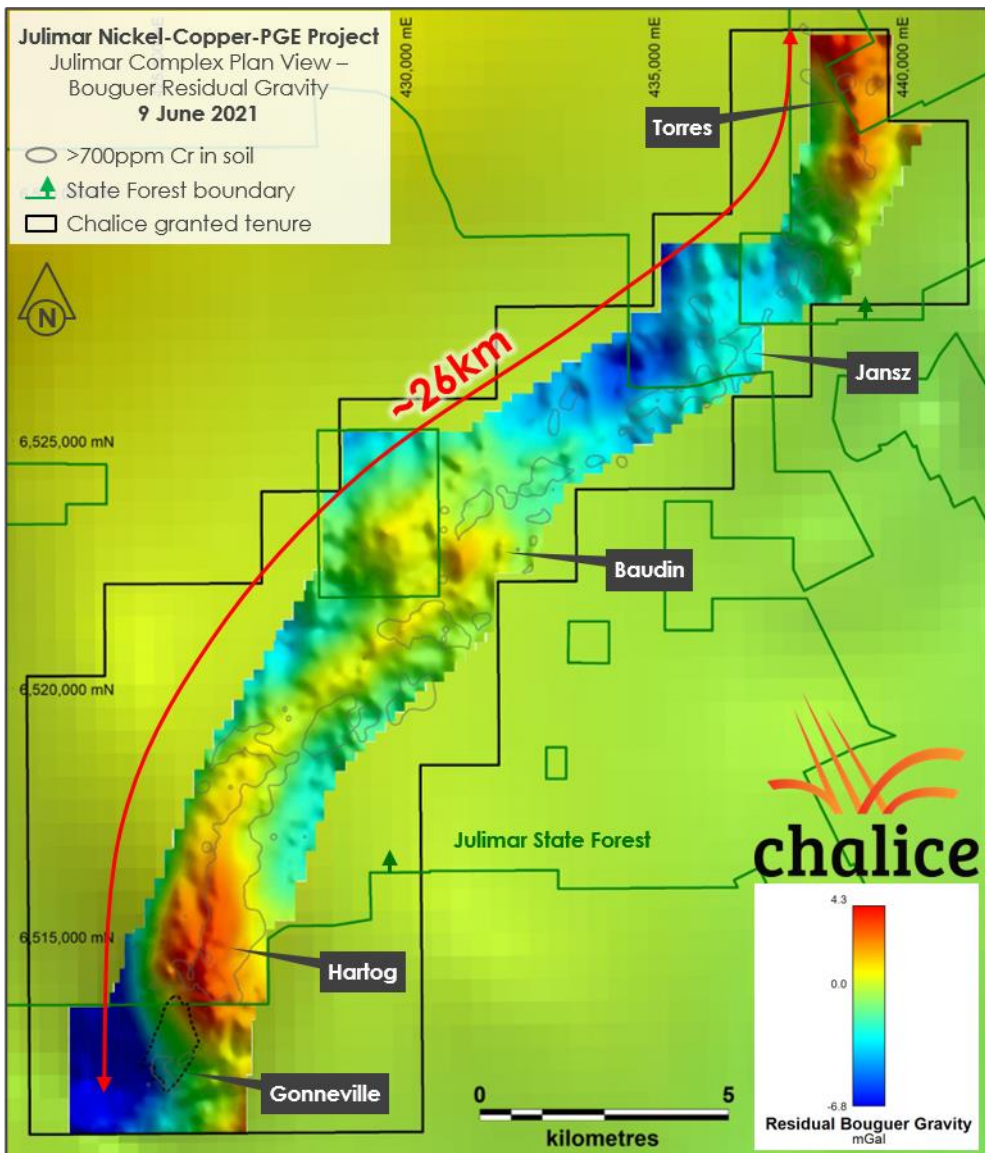 Julimar Nickel-Copper-PGE Project
Julimar Complex Plan View –
Bouguer Residual Gravity
9 June 2021
>700ppm Cr in soil
State Forest boundary
Chalice granted tenure
430,000 mE
435,000 mE
440,000 mE
N
Torres
~26km
Jansz
6,525,000 mN
Baudin
6,520,000 mN
Julimar State Forest
chalice
6,515,000 mN
Hartog
Gonneville
0 5
kilometres
4.3
0.0
-6.8
Residual Bouguer Gravity
mGal